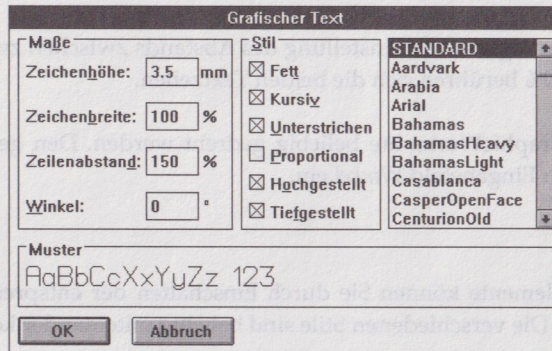 Grafischer Text
Maße
Zeichenhöhe: 3.5 mm
Zeichenbreite: 100 %
Zeilenabstand: 150 %
Winkel: 0 °
Stil
Fett
Kursiv
Unterstrichen
Proportional
Hochgestellt
Tiefgestellt
STANDARD
Aardvark
Arabia
Arial
Bahamas
BahamasHeavy
BahamasLight
Casablanca
CasperOpenFace
CenturionOld
Muster
AaBbCcXxYyZz 123
OK
Abbruch